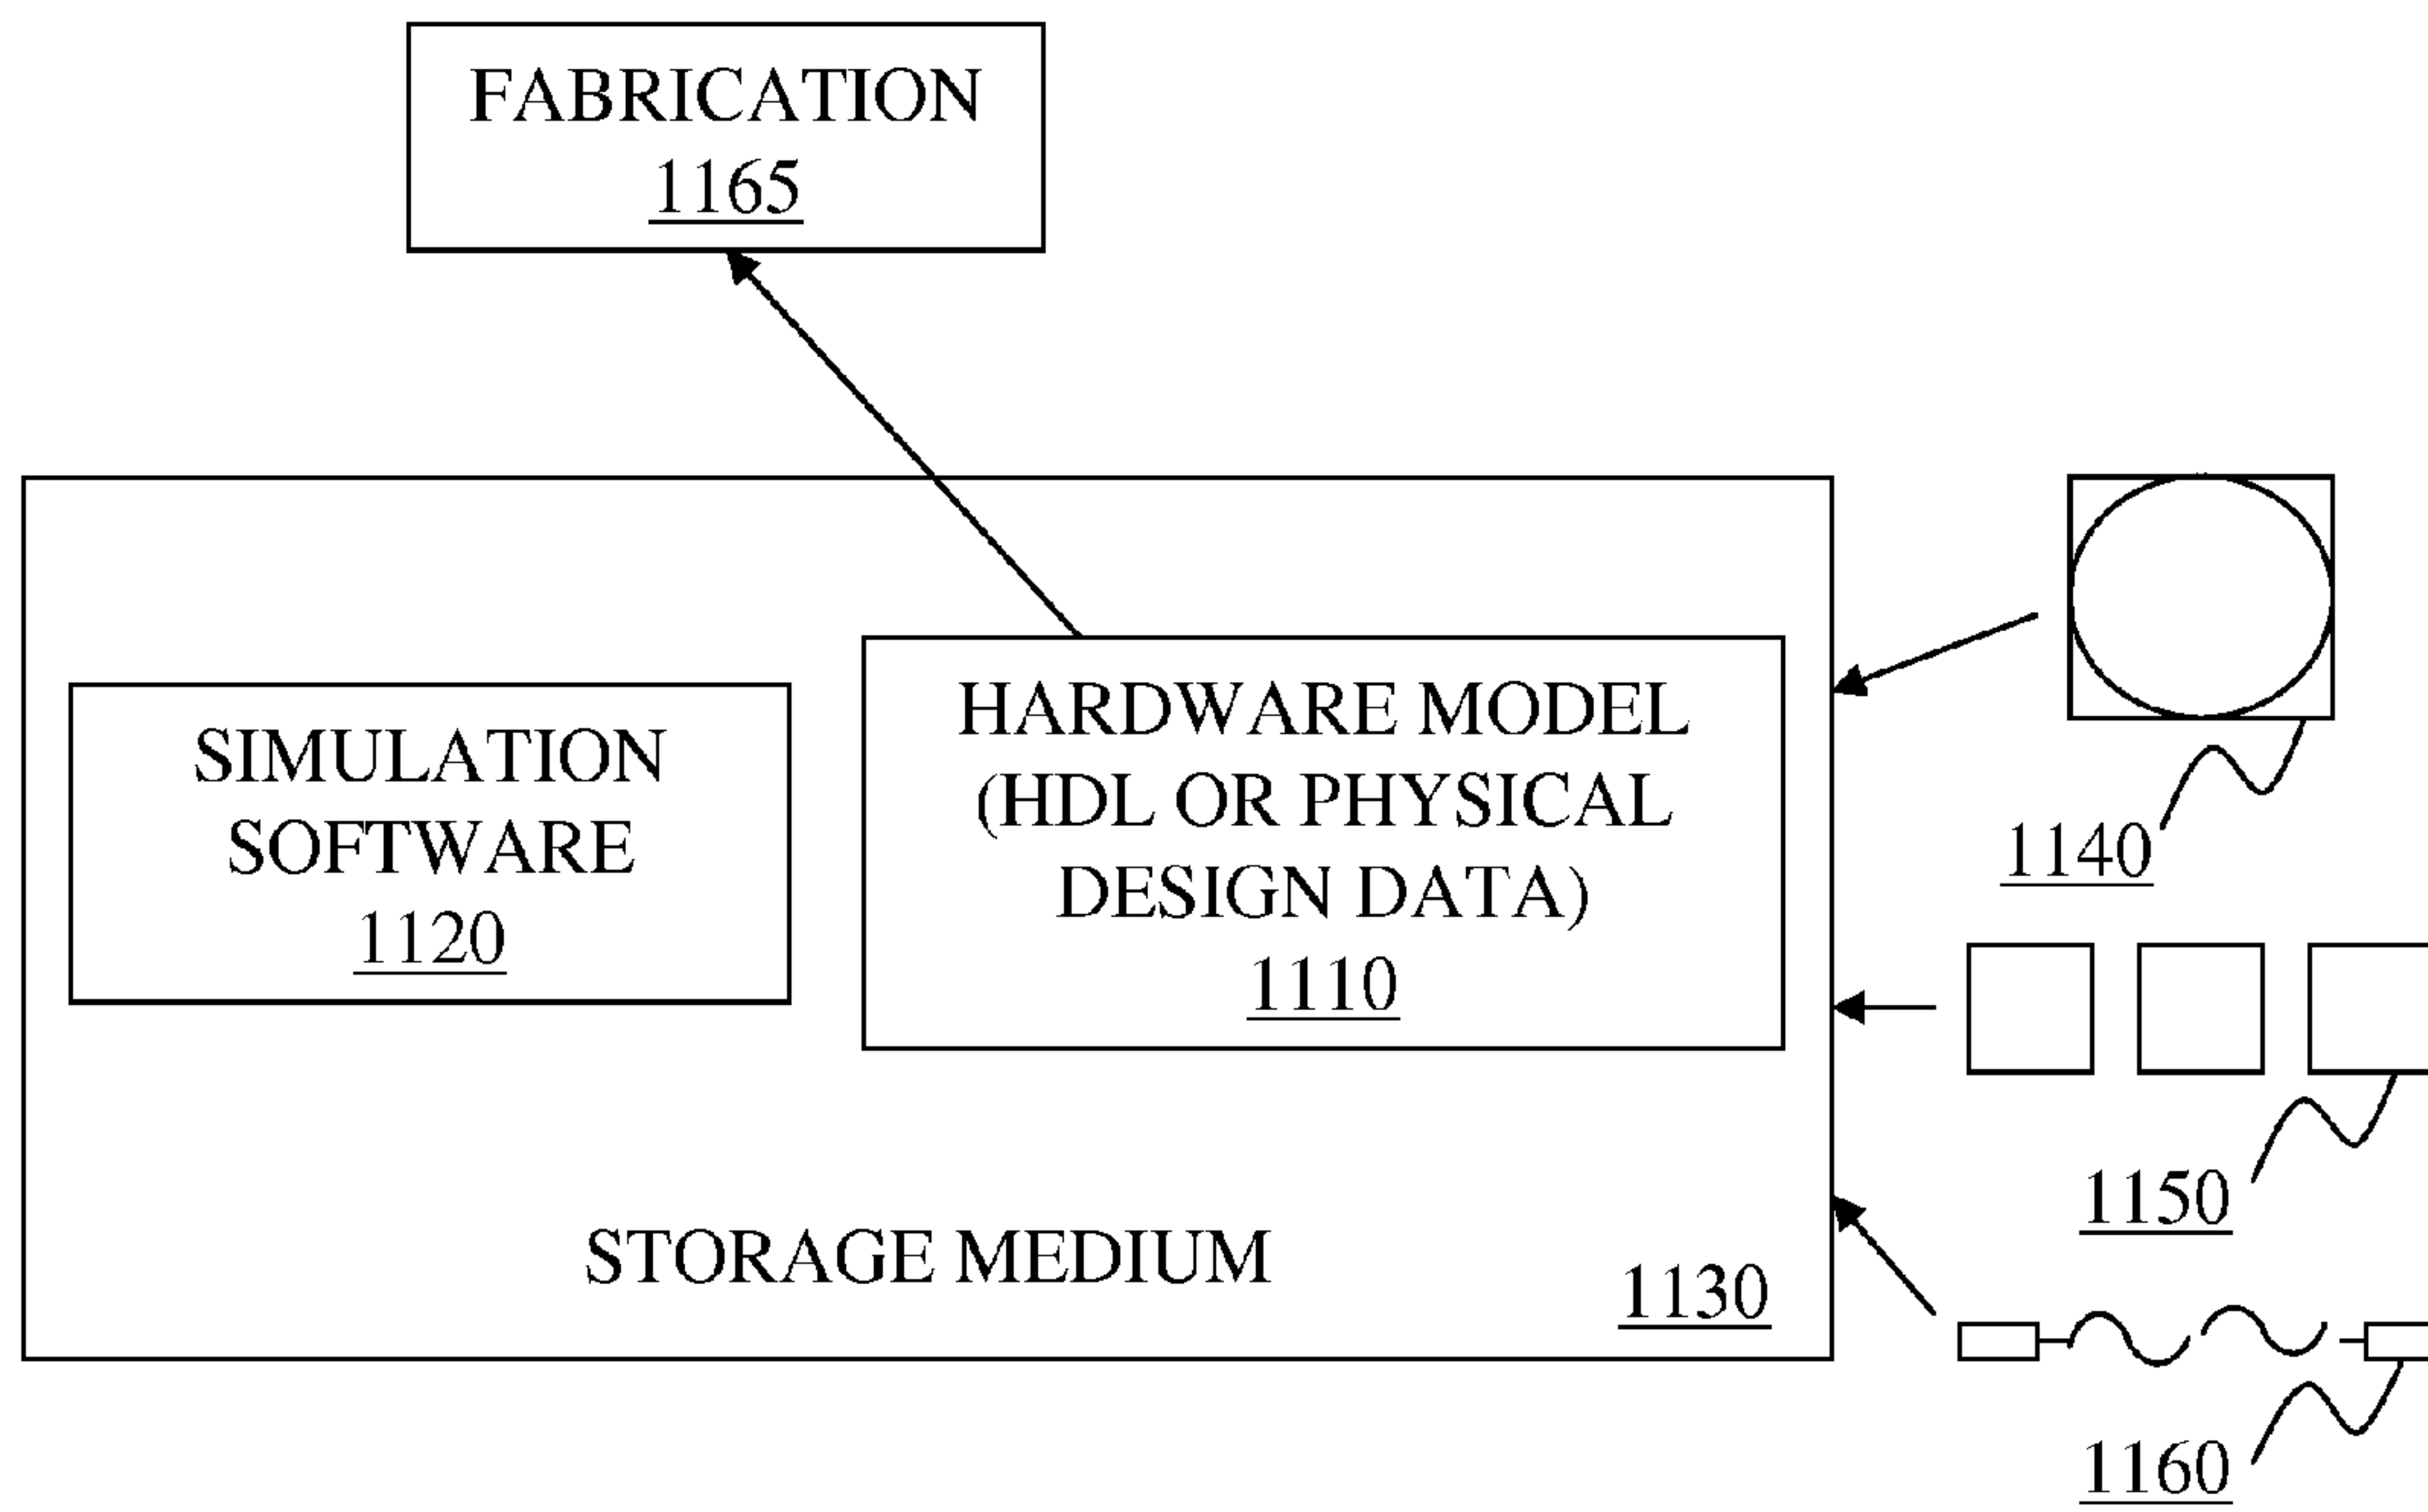 FABRICATION
1165
SIMULATION
SOFTWARE
1120
HARDWARE MODEL
(HDL OR PHYSICAL
DESIGN DATA)
1110
STORAGE MEDIUM
1130
1140
1150
1160